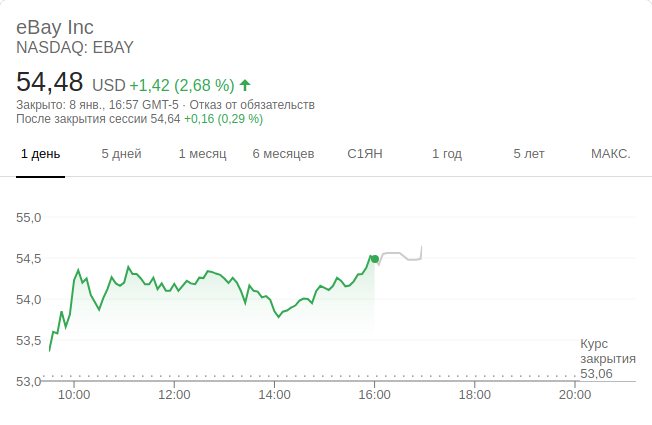 eBay Inc
NASDAQ: EBAY
54,48 USD +1,42 (2,68 %)
Закрыто: 8 янв., 16:57 GMT-5 · Отказ от обязательств
После закрытия сессии 54,64 +0,16 (0,29 %)
1 день 5 дней 1 месяц 6 месяцев С1ЯН 1 год 5 лет МАКС.
55,0
54,5
54,0
53,5
Курс
закрытия
53,06
53,0
10:00 12:00 14:00 16:00 18:00 20:00